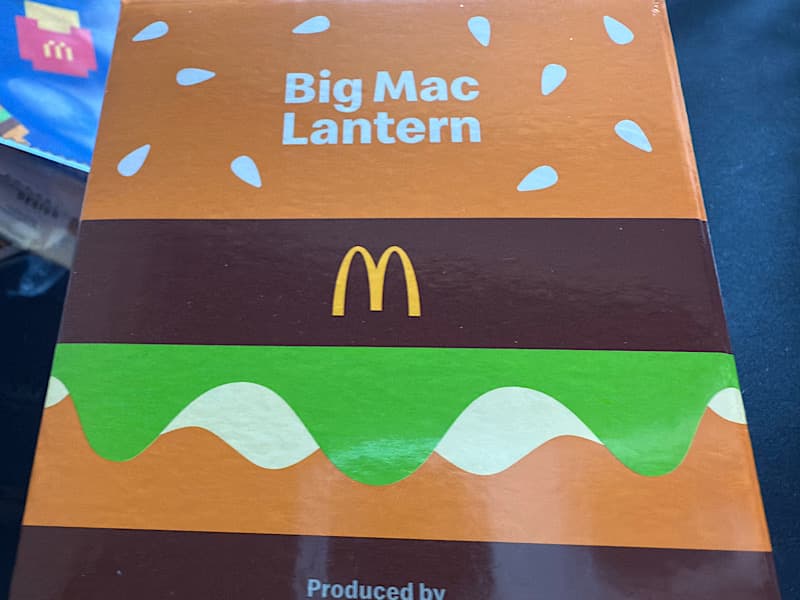 Big Mac
Lantern
Produced by